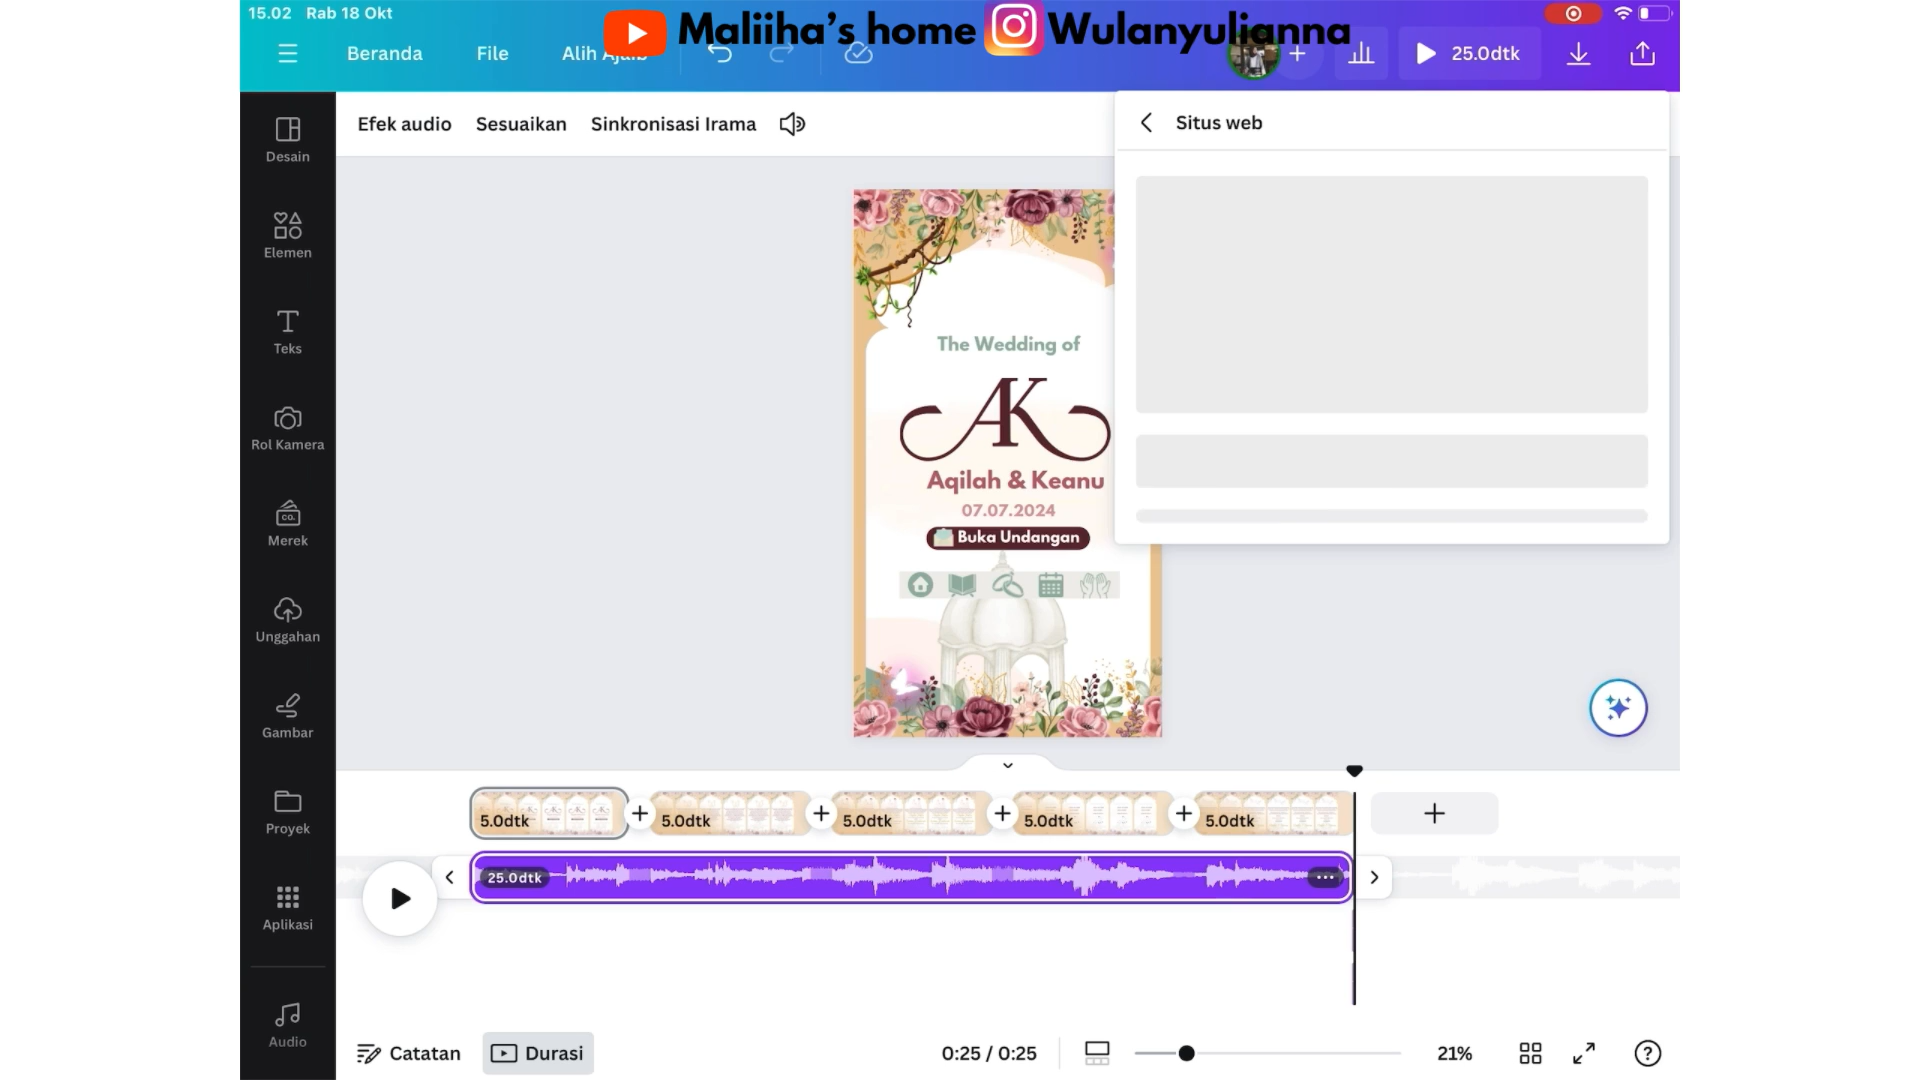 15.02 Rab 18 Okt
Maliiha's home Wulanyulianna
Beranda File Alih Ajaib
25.0dtk
Efek audio Sesuaikan Sinkronisasi Irama
Situs web
Desain
Elemen
Teks
Rol Kamera
Merek
Unggahan
Gambar
Proyek
Aplikasi
Audio
The Wedding of
AK
Aqilah & Keanu
07.07.2024
Buka Undangan
5.0dtk 5.0dtk 5.0dtk 5.0dtk 5.0dtk
25.0dtk
Catatan Durasi 0:25 / 0:25 21%